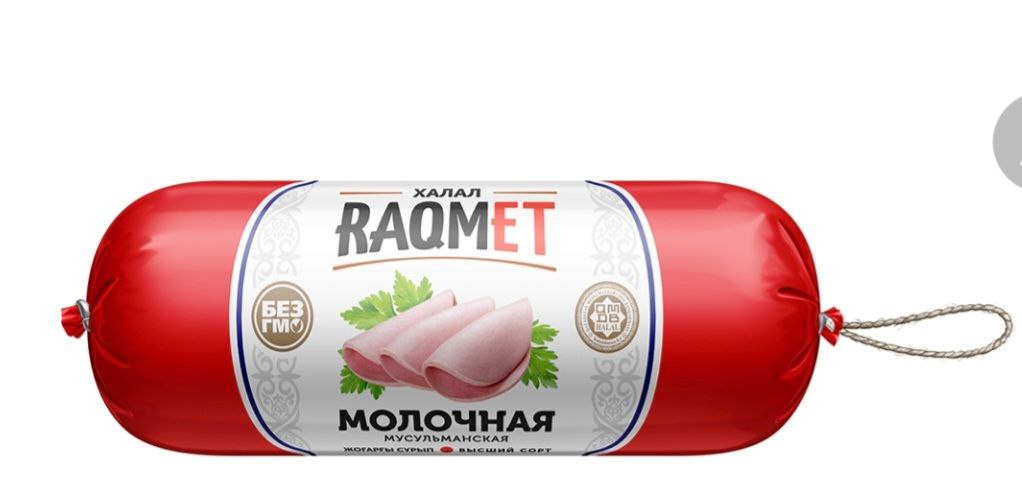 ХАЛАЛ
RAQMET
БЕЗ
ГМО
HALAL
МОЛОЧНАЯ
МУСУЛЬМАНСКАЯ
ЖОҒАРҒЫ СҰРЫП ВЫСШИЙ СОРТ